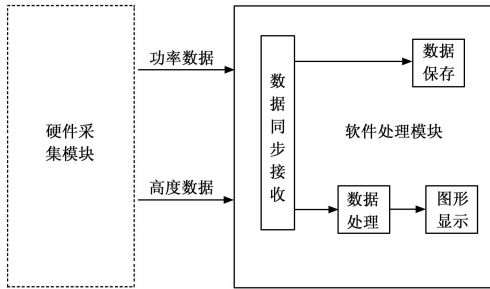 硬件采
集模块
功率数据
高度数据
数
据
同
步
接
收
数据
保存
软件处理模块
数据
处理
图形
显示